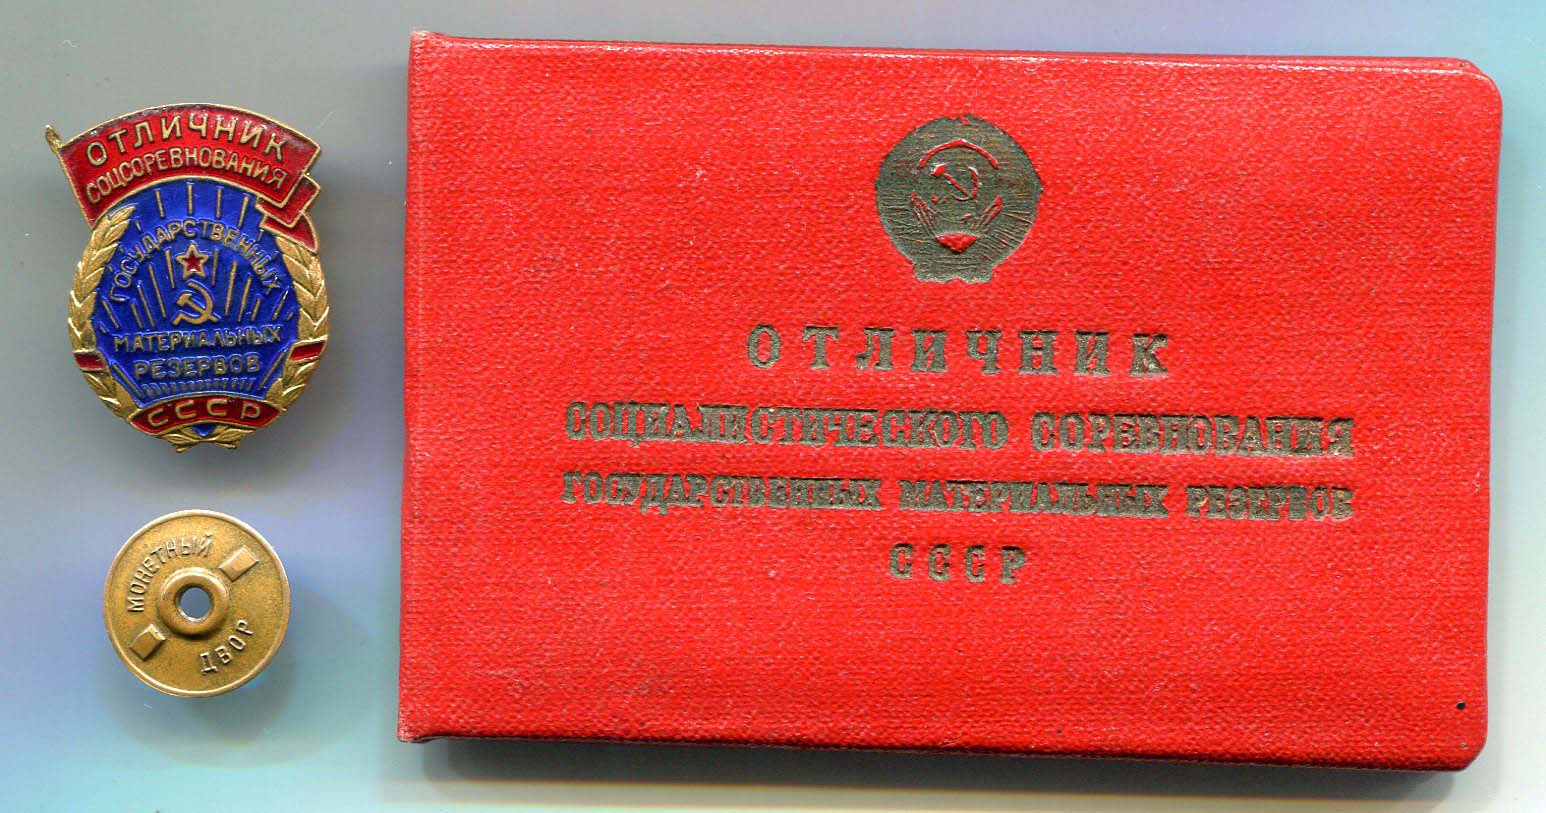 ОТЛИЧНИК
СОЦСОРЕВНОВАНИЯ
ГОСУДАРСТВЕННЫХ
МАТЕРИАЛЬНЫХ
РЕЗЕРВОВ
СССР
МОНЕТНЫЙ
ДВОР
ОТЛИЧНИК
СОЦИАЛИСТИЧЕСКОГО СОРЕВНОВАНИЯ
ГОСУДАРСТВЕННЫХ МАТЕРИАЛЬНЫХ РЕЗЕРВОВ
СССР